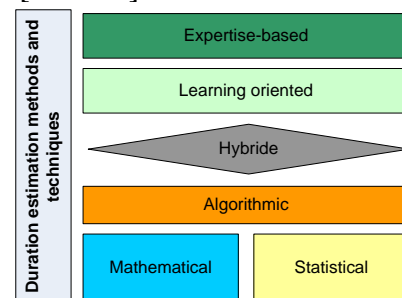 Duration estimation methods and
techniques
Expertise-based
Learning oriented
Hybride
Algorithmic
Mathematical
Statistical